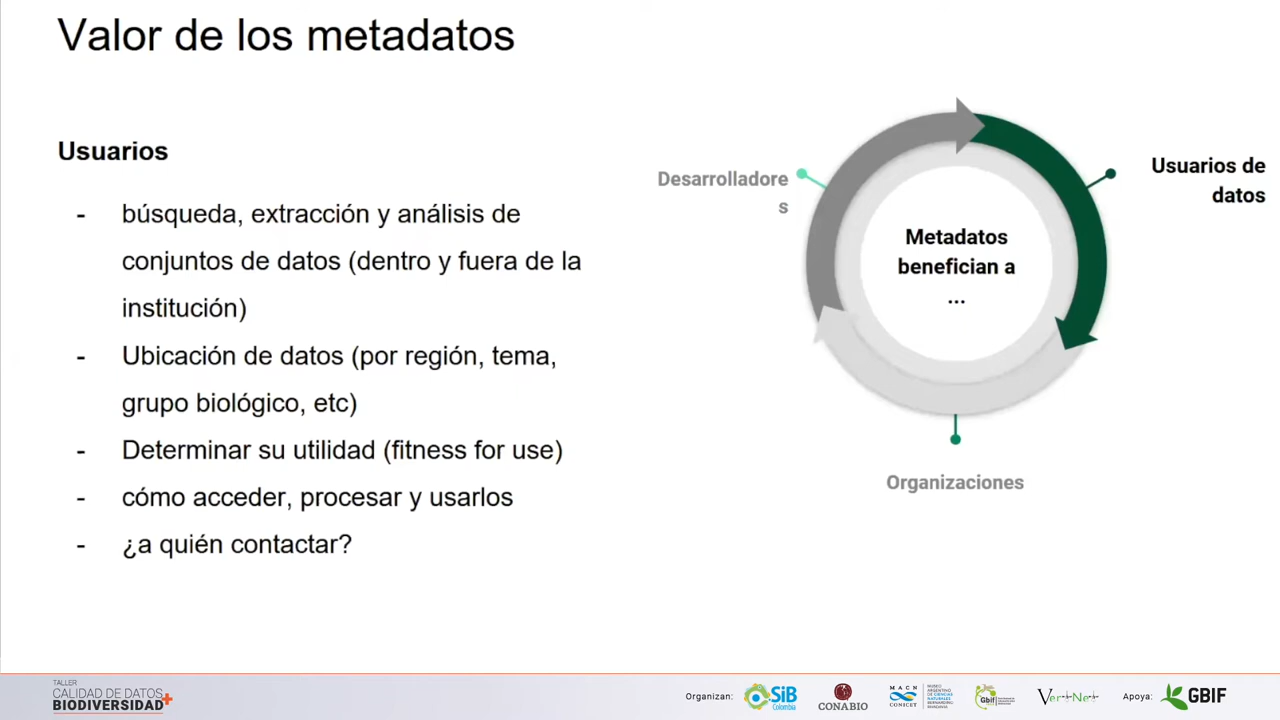 Valor de los metadatos
Usuarios
- búsqueda, extracción y análisis de
conjuntos de datos (dentro y fuera de la
institución)
- Ubicación de datos (por región, tema,
grupo biológico, etc)
- Determinar su utilidad (fitness for use)
- cómo acceder, procesar y usarlos
- ¿a quién contactar?
Desarrolladore
s
Usuarios de
datos
Metadatos
benefician a
...
Organizaciones
TALLER
CALIDAD DE DATOS
BIODIVERSIDAD+
Organizan:
SiB
Colombia
CONABIO
MACN
CONICET
MUSEO
ARGENTINO
DE CIENCIAS
NATURALES
BERNARDINO
RIVADAVIA
Gbif
VertNet
Apoya:
GBIF